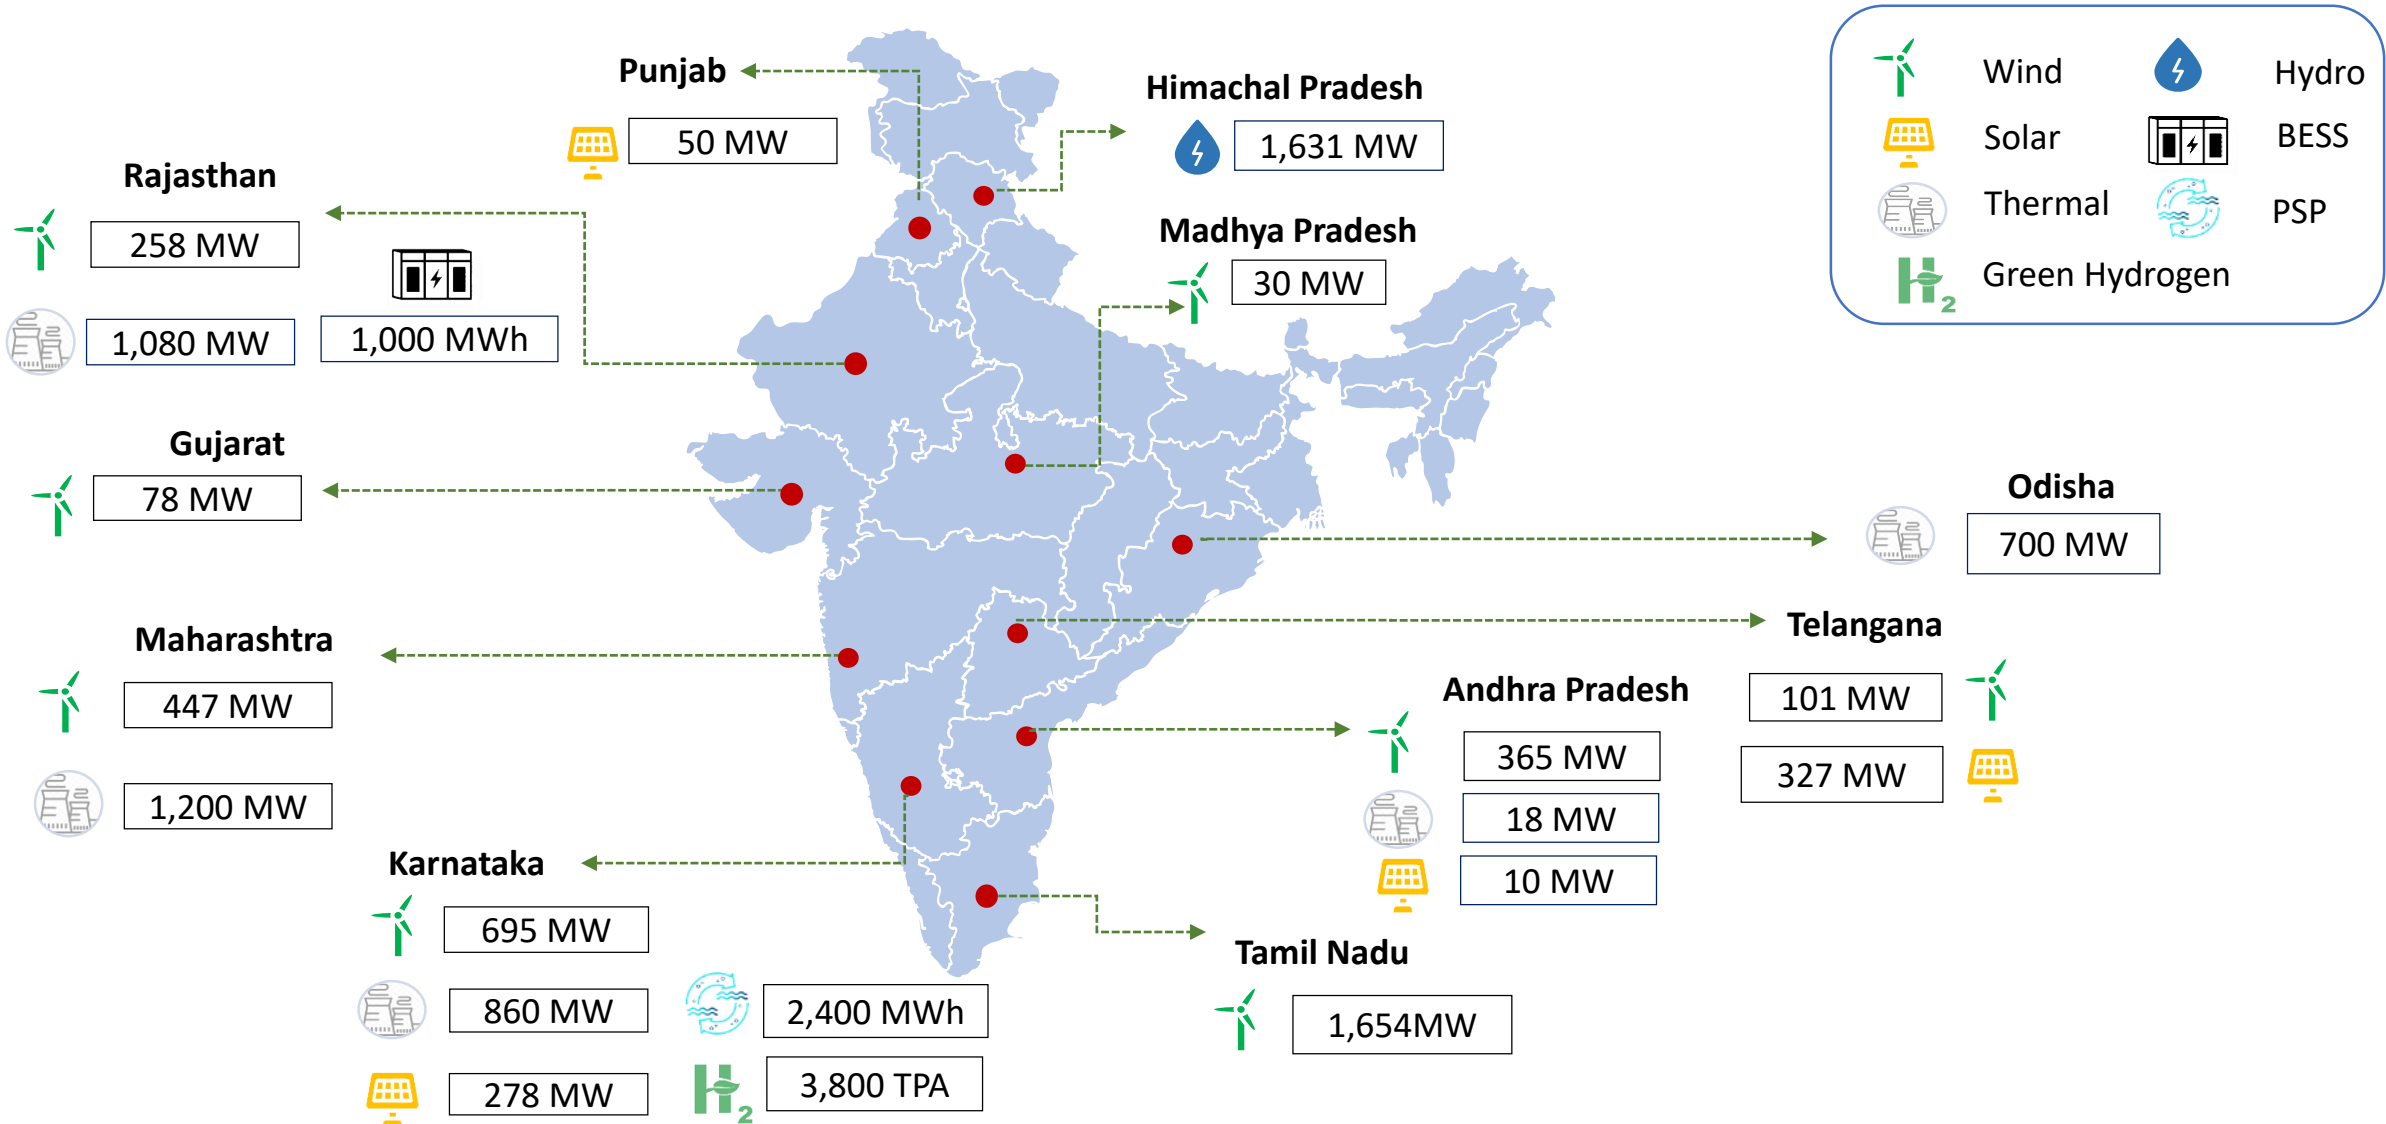 Punjab
50 MW
Himachal Pradesh
1,631 MW
Wind
Hydro
Solar
BESS
Thermal
PSP
H2
Green Hydrogen
Rajasthan
258 MW
1,080 MW
1,000 MWh
Madhya Pradesh
30 MW
Gujarat
78 MW
Odisha
700 MW
Maharashtra
447 MW
1,200 MW
Telangana
101 MW
327 MW
Andhra Pradesh
365 MW
18 MW
10 MW
Karnataka
695 MW
860 MW
2,400 MWh
278 MW
H2
3,800 TPA
Tamil Nadu
1,654MW